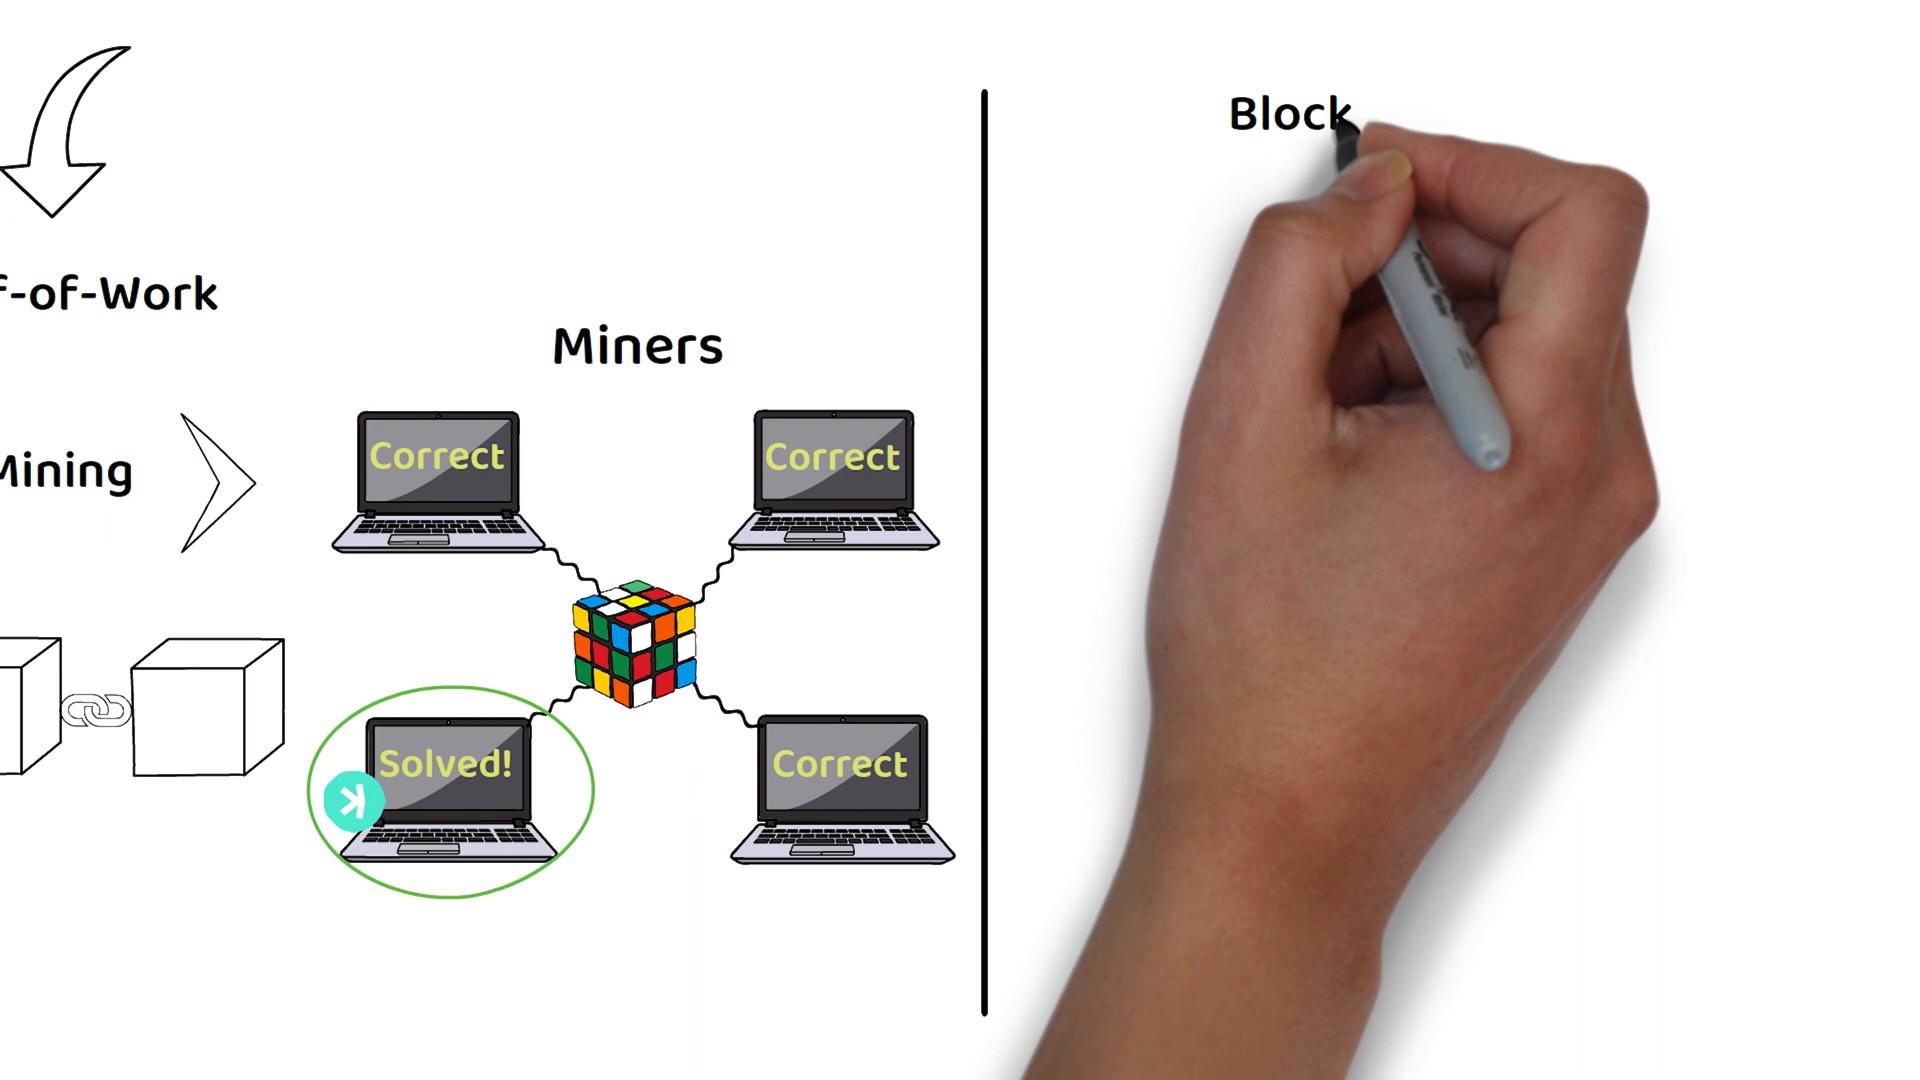 f-of-Work
Mining
Miners
Correct
Correct
Solved!
Correct
Block